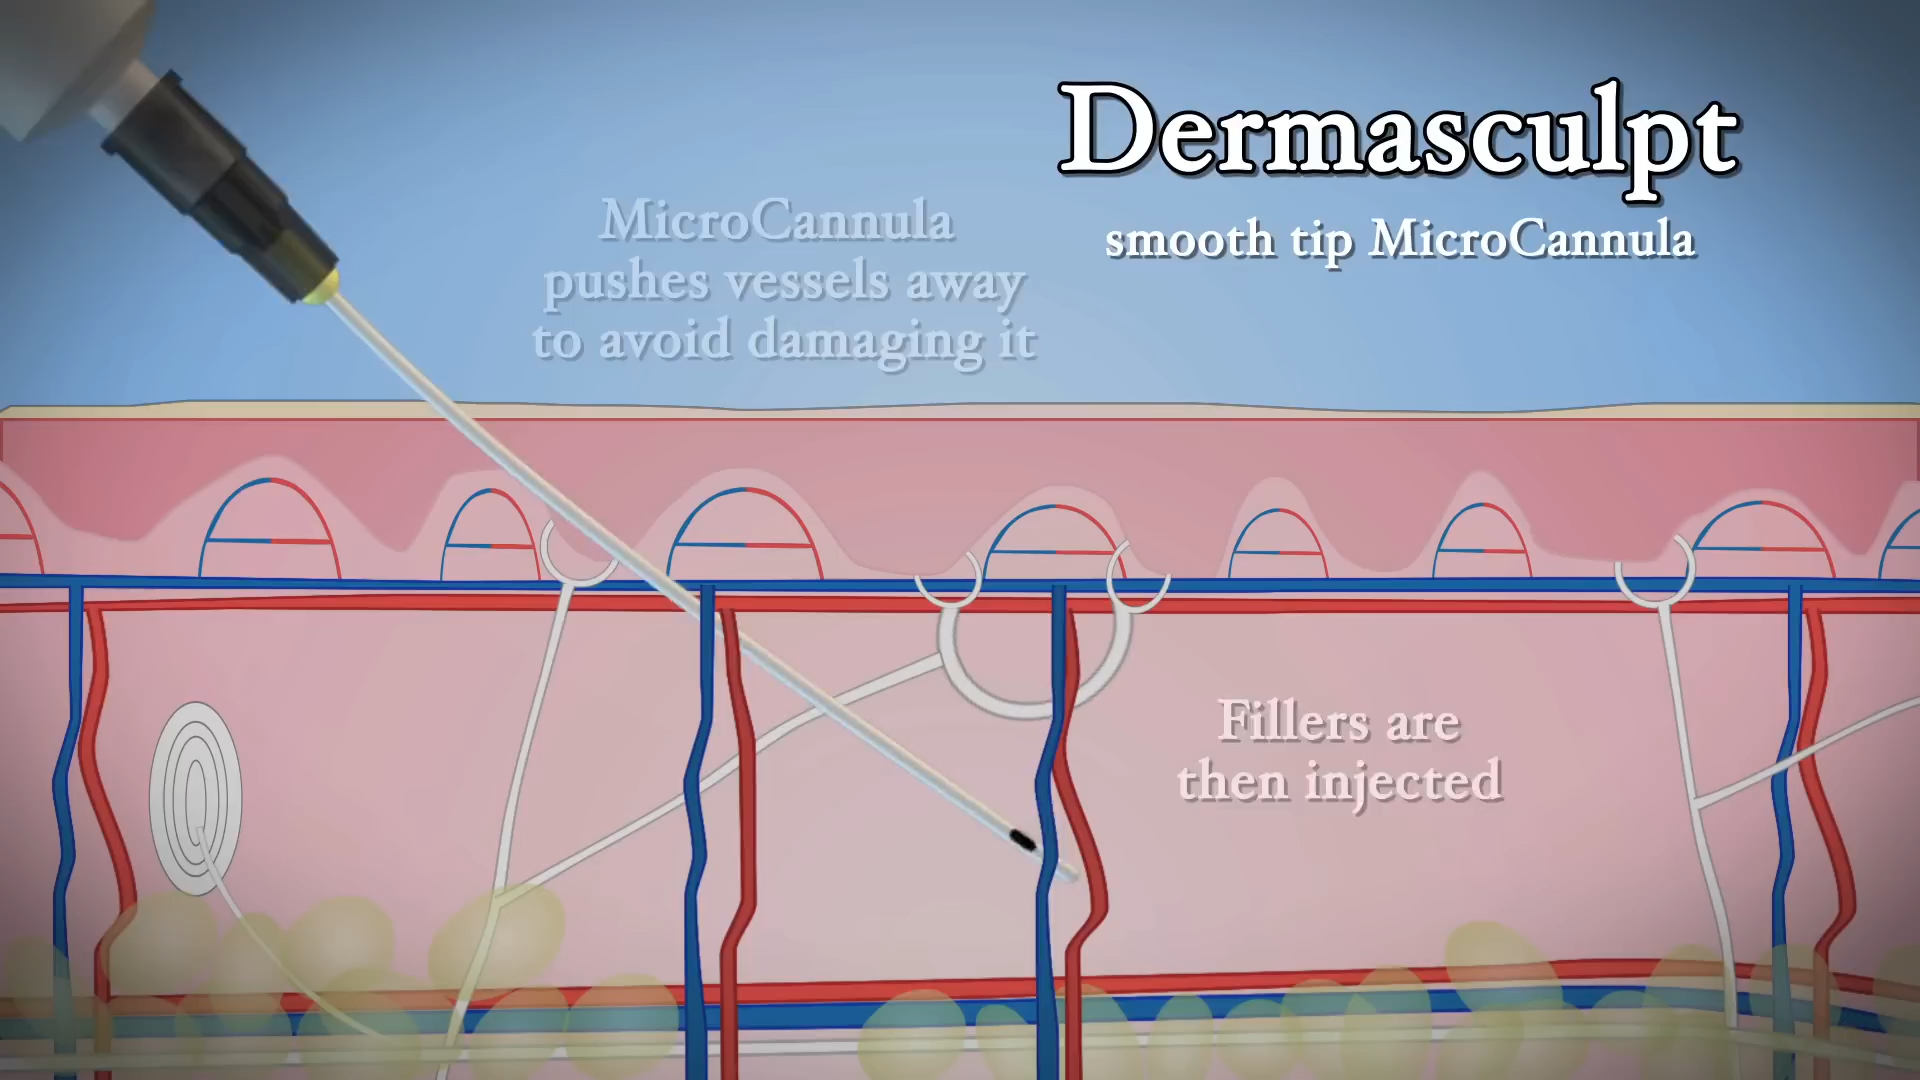 Dermasculpt
smooth tip MicroCannula
MicroCannula
pushes vessels away
to avoid damaging it
Fillers are
then injected